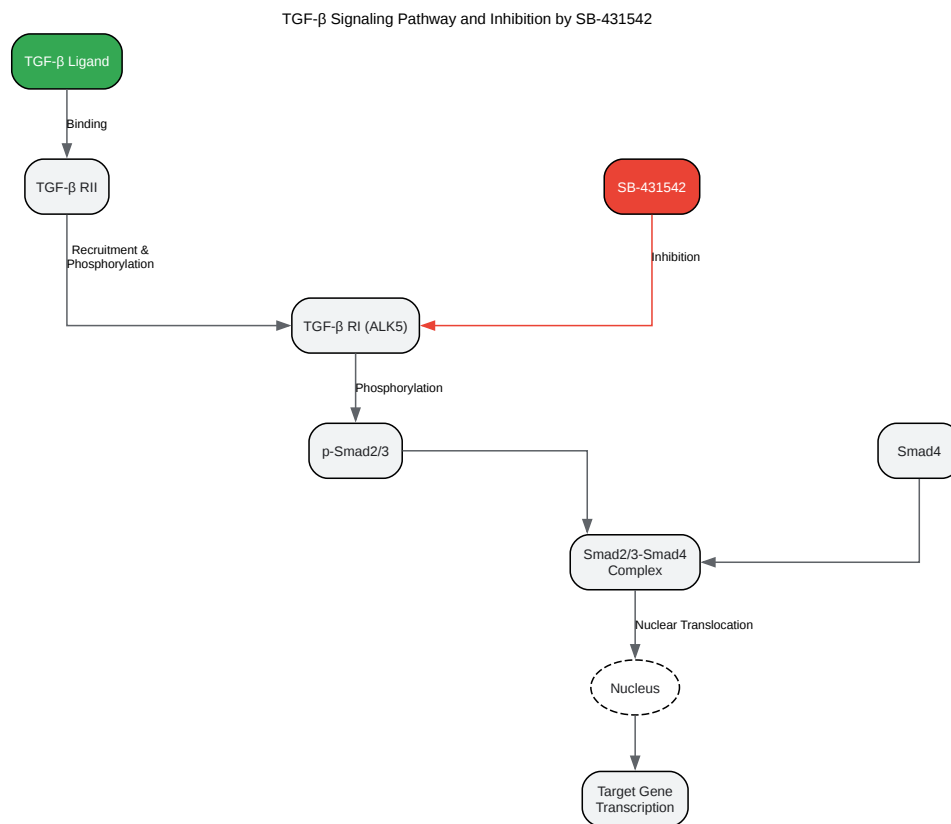 TGF-β Signaling Pathway and Inhibition by SB-431542
TGF-β Ligand
Binding
TGF-β RII
SB-431542
Recruitment &
Phosphorylation
Inhibition
TGF-β RI (ALK5)
Phosphorylation
p-Smad2/3
Smad4
Smad2/3-Smad4
Complex
Nuclear Translocation
Nucleus
Target Gene
Transcription